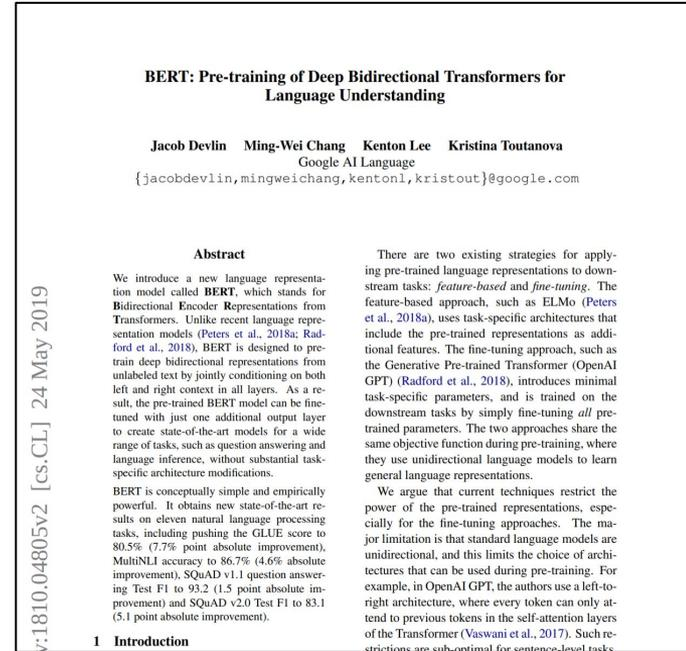 BERT: Pre-training of Deep Bidirectional Transformers for
Language Understanding
Jacob Devlin Ming-Wei Chang Kenton Lee Kristina Toutanova
Google AI Language
{jacobdevlin,mingweichang,kentonl,kristout}@google.com
v:1810.04805v2 [cs.CL] 24 May 2019
Abstract
We introduce a new language representa-
tion model called BERT, which stands for
Bidirectional Encoder Representations from
Transformers. Unlike recent language repre-
sentation models (Peters et al., 2018a; Rad-
ford et al., 2018), BERT is designed to pre-
train deep bidirectional representations from
unlabeled text by jointly conditioning on both
left and right context in all layers. As a re-
sult, the pre-trained BERT model can be fine-
tuned with just one additional output layer
to create state-of-the-art models for a wide
range of tasks, such as question answering and
language inference, without substantial task-
specific architecture modifications.
BERT is conceptually simple and empirically
powerful. It obtains new state-of-the-art re-
sults on eleven natural language processing
tasks, including pushing the GLUE score to
80.5% (7.7% point absolute improvement),
MultiNLI accuracy to 86.7% (4.6% absolute
improvement), SQuAD v1.1 question answer-
ing Test F1 to 93.2 (1.5 point absolute im-
provement) and SQuAD v2.0 Test F1 to 83.1
(5.1 point absolute improvement).
1 Introduction
There are two existing strategies for apply-
ing pre-trained language representations to down-
stream tasks: feature-based and fine-tuning. The
feature-based approach, such as ELMo (Peters
et al., 2018a), uses task-specific architectures that
include the pre-trained representations as addi-
tional features. The fine-tuning approach, such as
the Generative Pre-trained Transformer (OpenAI
GPT) (Radford et al., 2018), introduces minimal
task-specific parameters, and is trained on the
downstream tasks by simply fine-tuning all pre-
trained parameters. The two approaches share the
same objective function during pre-training, where
they use unidirectional language models to learn
general language representations.
We argue that current techniques restrict the
power of the pre-trained representations, espe-
cially for the fine-tuning approaches. The ma-
jor limitation is that standard language models are
unidirectional, and this limits the choice of archi-
tectures that can be used during pre-training. For
example, in OpenAI GPT, the authors use a left-to-
right architecture, where every token can only at-
tend to previous tokens in the self-attention layers
of the Transformer (Vaswani et al., 2017). Such re-
strictions are sub-optimal for sentence-level tasks